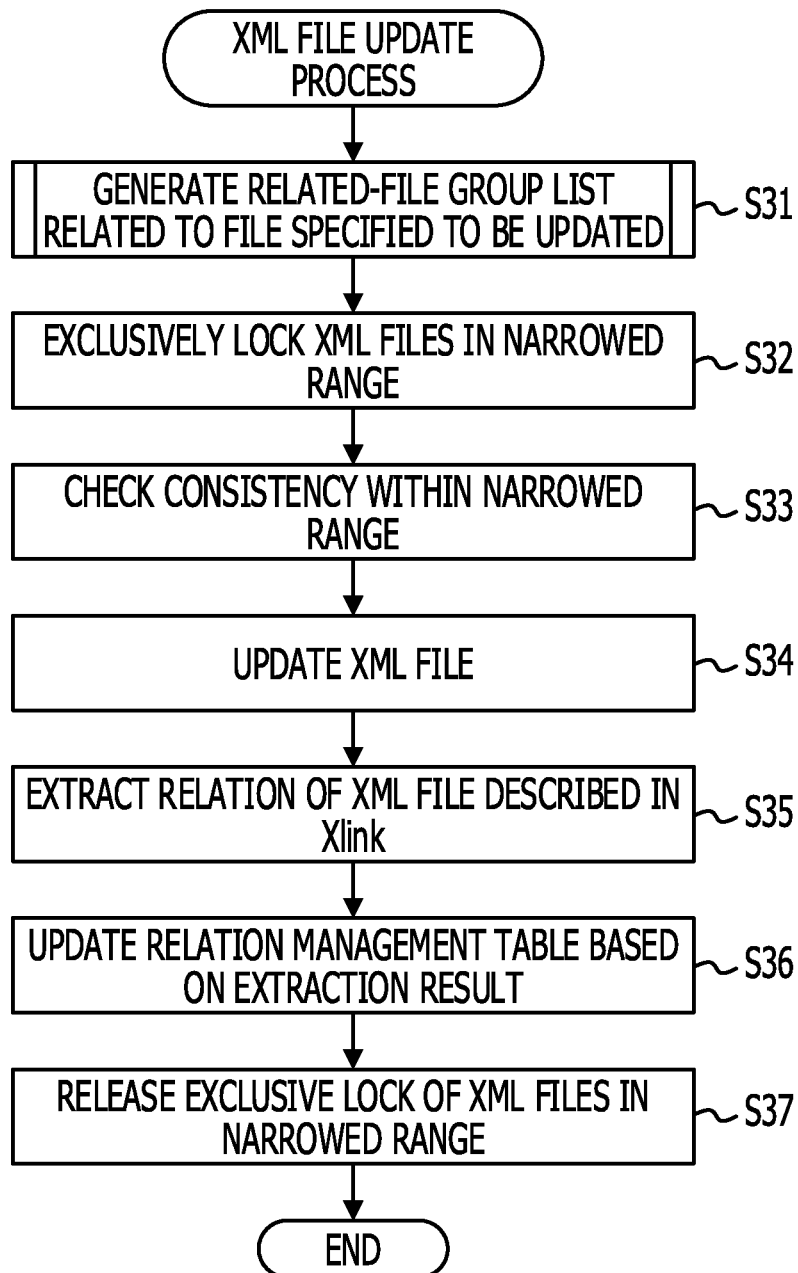 XML FILE UPDATE
PROCESS
GENERATE RELATED-FILE GROUP LIST
RELATED TO FILE SPECIFIED TO BE UPDATED
S31
EXCLUSIVELY LOCK XML FILES IN NARROWED
RANGE
S32
CHECK CONSISTENCY WITHIN NARROWED
RANGE
S33
UPDATE XML FILE
S34
EXTRACT RELATION OF XML FILE DESCRIBED IN
Xlink
S35
UPDATE RELATION MANAGEMENT TABLE BASED
ON EXTRACTION RESULT
S36
RELEASE EXCLUSIVE LOCK OF XML FILES IN
NARROWED RANGE
S37
END